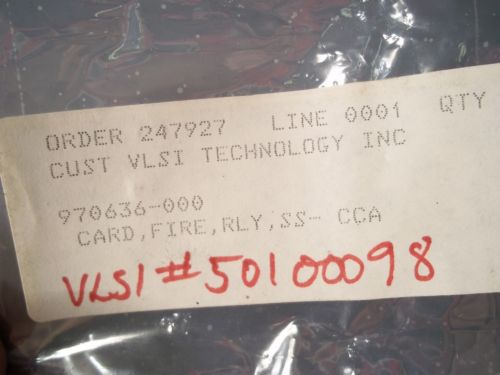 ORDER 247927 LINE 0001 QTY
CUST VLSI TECHNOLOGY INC
970636-000
CARD,FIRE,RLY,SS- CCA
VLSI # 50100098